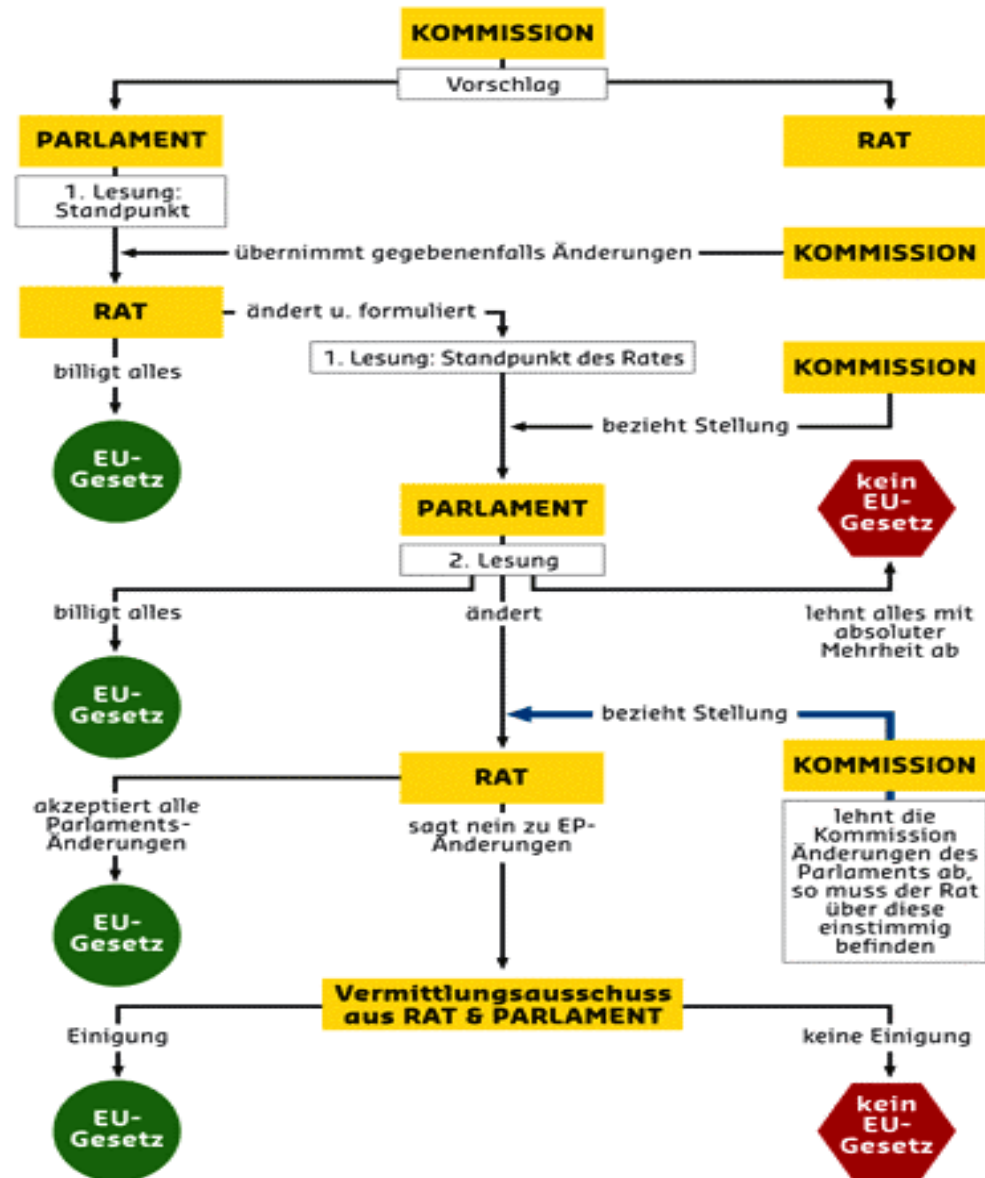 KOMMISSION
Vorschlag
PARLAMENT
RAT
1. Lesung:
Standpunkt
übernimmt gegebenenfalls Änderungen
KOMMISSION
RAT
ändert u. formuliert
1. Lesung: Standpunkt des Rates
KOMMISSION
billigt alles
bezieht Stellung
EU-
Gesetz
kein
EU-
Gesetz
PARLAMENT
2. Lesung
billigt alles
ändert
lehnt alles mit
absoluter
Mehrheit ab
EU-
Gesetz
bezieht Stellung
KOMMISSION
RAT
akzeptiert alle
Parlaments-
Änderungen
sagt nein zu EP-
Änderungen
lehnt die
Kommission
Änderungen des
Parlaments ab,
so muss der Rat
über diese
einstimmig
befinden
EU-
Gesetz
Vermittlungsausschuss
aus RAT & PARLAMENT
Einigung
keine Einigung
EU-
Gesetz
kein
EU-
Gesetz